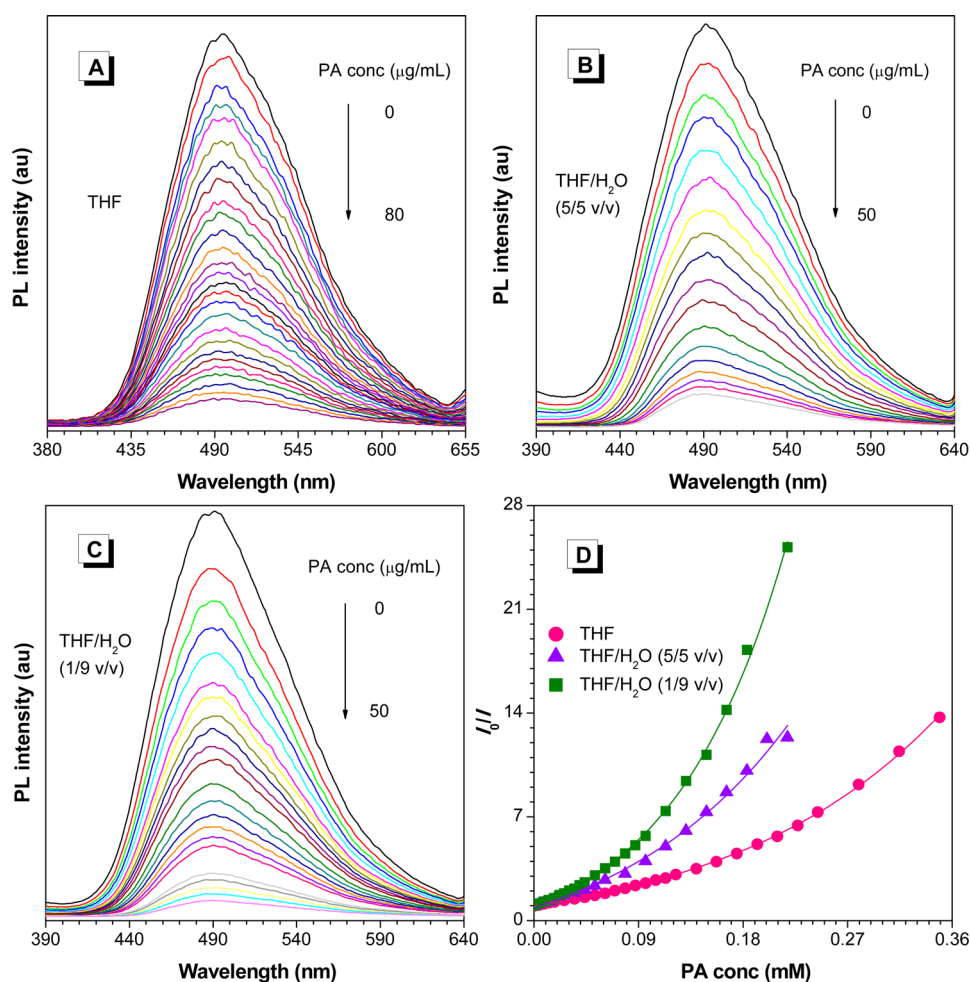 A
PA conc (μg/mL)
0
80
THF
PL intensity (au)
380 435 490 545 600 655
Wavelength (nm)
B
PA conc (μg/mL)
0
50
THF/H₂O
(5/5 v/v)
PL intensity (au)
390 440 490 540 590 640
Wavelength (nm)
C
PA conc (μg/mL)
0
50
THF/H₂O
(1/9 v/v)
PL intensity (au)
390 440 490 540 590 640
Wavelength (nm)
D
28
21
14
7
0
I₀/I
THF
THF/H₂O (5/5 v/v)
THF/H₂O (1/9 v/v)
0.00 0.09 0.18 0.27 0.36
PA conc (mM)